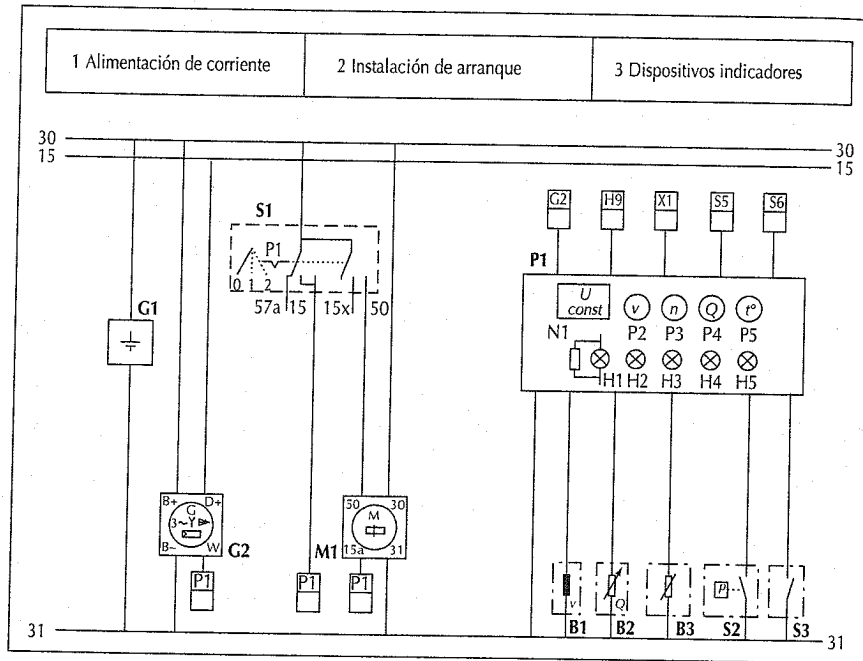 1 Alimentación de corriente
2 Instalación de arranque
3 Dispositivos indicadores
30
30
15
15
S1
P1
0 1 2
57a 15 15x 50
G2 H9 X1 S5 S6
P1
G1
U const
v n Q t°
N1 P2 P3 P4 P5
H1 H2 H3 H4 H5
B+ D+
G
3~Y
B~ W
G2
50 30
M
15a 31
M1
P1 P1 P1
P
v Q
B1 B2 B3 S2 S3
31
31